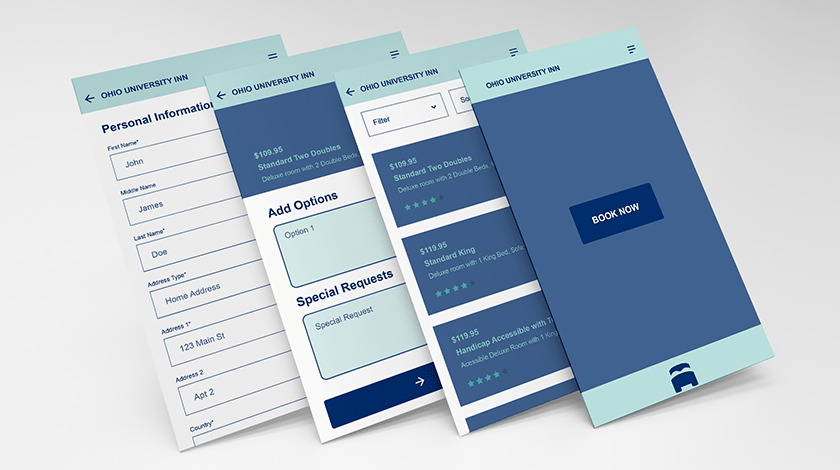 OHIO UNIVERSITY INN
Personal Information
First Name*
John
Middle Name
James
Last Name*
Doe
Address Type*
Home Address
Address 1*
123 Main St
Address 2
Apt 2
Country*
OHIO UNIVERSITY INN
$109.95
Standard Two Doubles
Deluxe room with 2 Double Beds,
Add Options
Option 1
Special Requests
Special Request
OHIO UNIVERSITY INN
Filter
$109.95
Standard Two Doubles
Deluxe room with 2 Double Beds,
$119.95
Standard King
Deluxe room with 1 King Bed, Sofa
$119.95
Handicap Accessible with
Acessible Deluxe Room with 1 King
OHIO UNIVERSITY INN
BOOK NOW